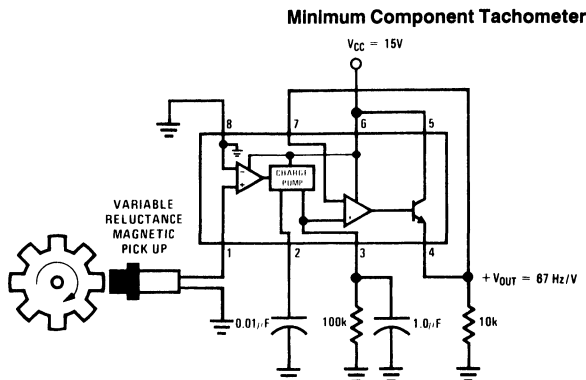 Minimum Component Tachometer
VCC = 15V
8
7
6
5
CHARGE
PUMP
VARIABLE
RELUCTANCE
MAGNETIC
PICK UP
1
2
3
4
+ VOUT = 67 Hz/V
0.01μF
100k
1.0μF
10k